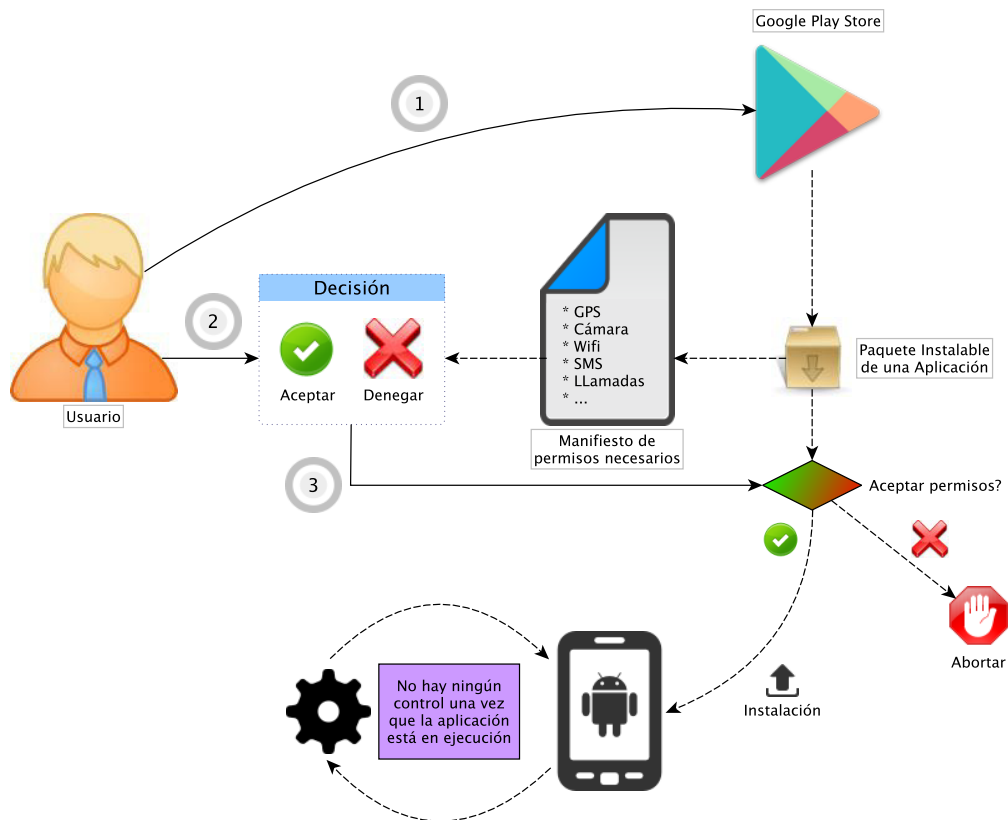 Google Play Store
1
Decisión
2
Aceptar
Denegar
Usuario
* GPS
* Cámara
* Wifi
* SMS
* LLamadas
* ...
Manifiesto de
permisos necesarios
Paquete Instalable
de una Aplicación
3
Aceptar permisos?
Abortar
Instalación
No hay ningún
control una vez
que la aplicación
está en ejecución